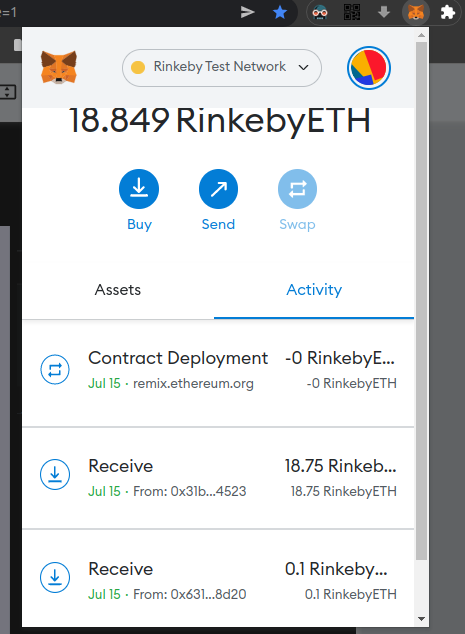 =1
Rinkeby Test Network
18.849 RinkebyETH
Buy
Send
Swap
Assets
Activity
Contract Deployment -0 RinkebyE...
Jul 15 · remix.ethereum.org -0 RinkebyETH
Receive 18.75 Rinkeb...
Jul 15 · From: 0x31b...4523 18.75 RinkebyETH
Receive 0.1 Rinkeby...
Jul 15 · From: 0x631...8d20 0.1 RinkebyETH